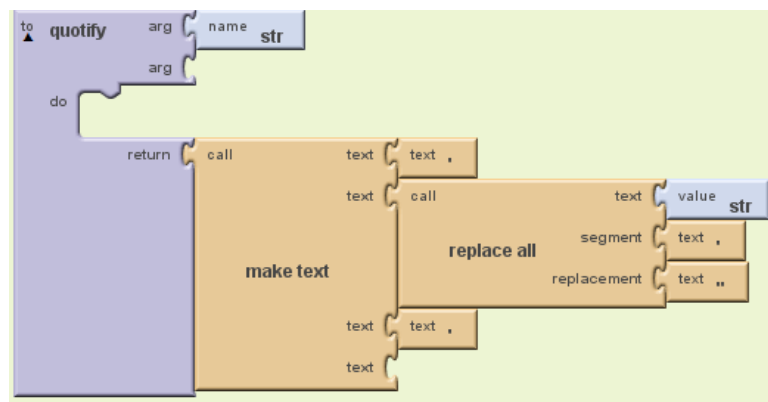 to quotify arg name str
arg
do
return call text text '
text call text value str
segment text '
replace all
make text
replacement text ''
text text '
text